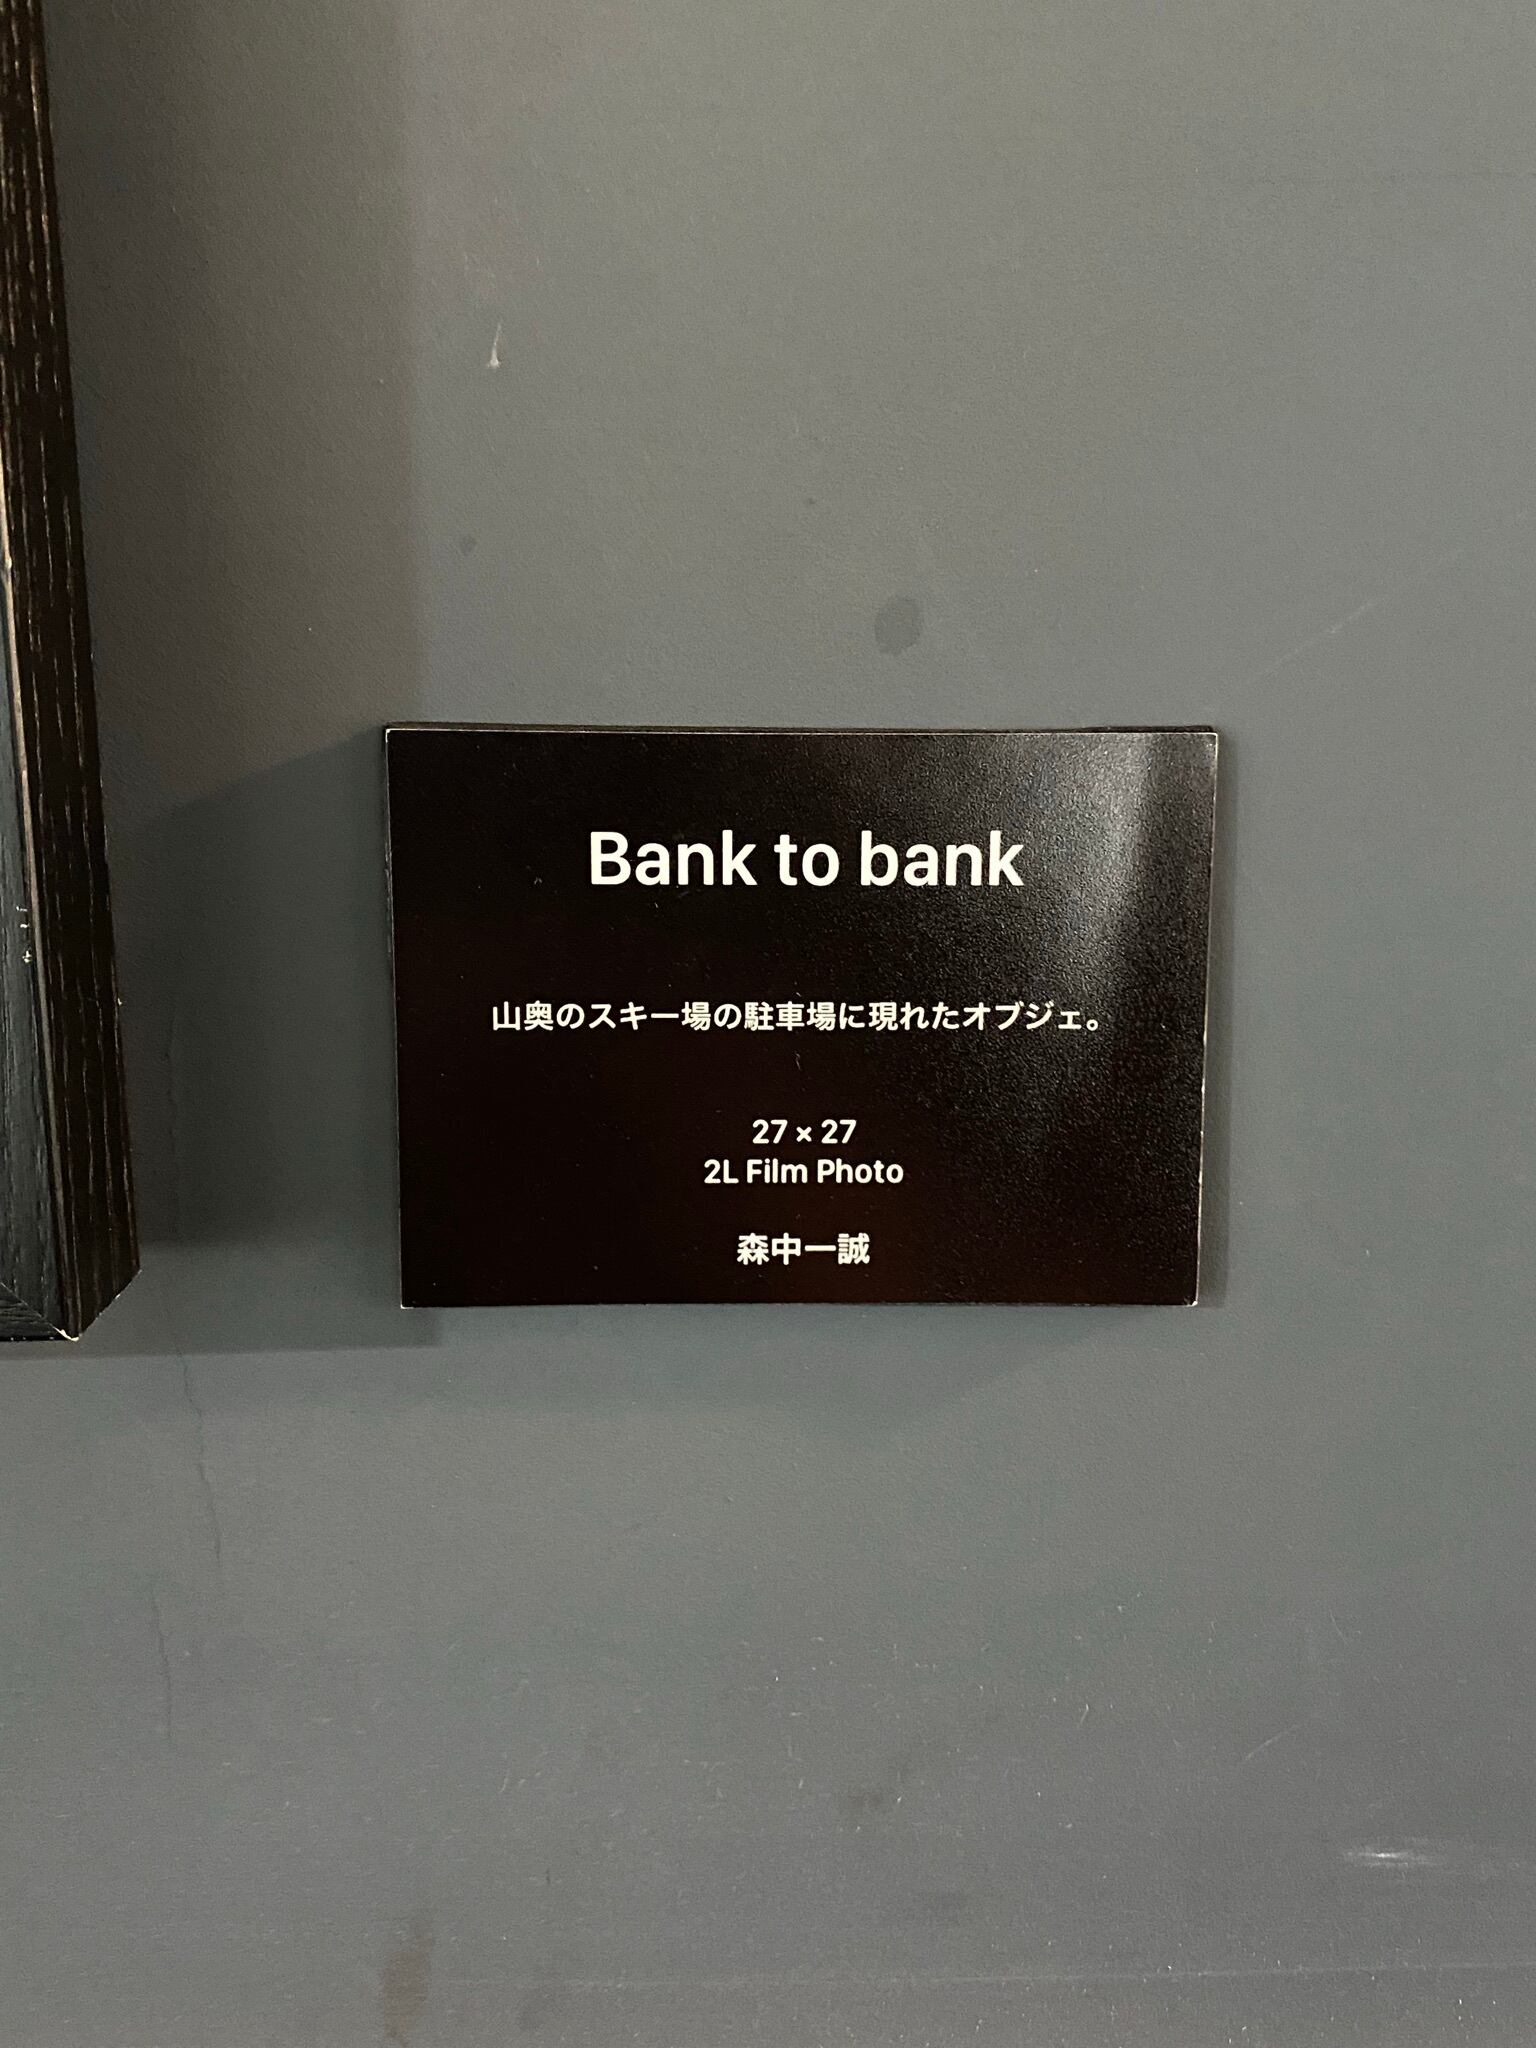 Bank to bank
山奥のスキー場の駐車場に現れたオブジェ。
27 × 27
2L Film Photo
森中一誠